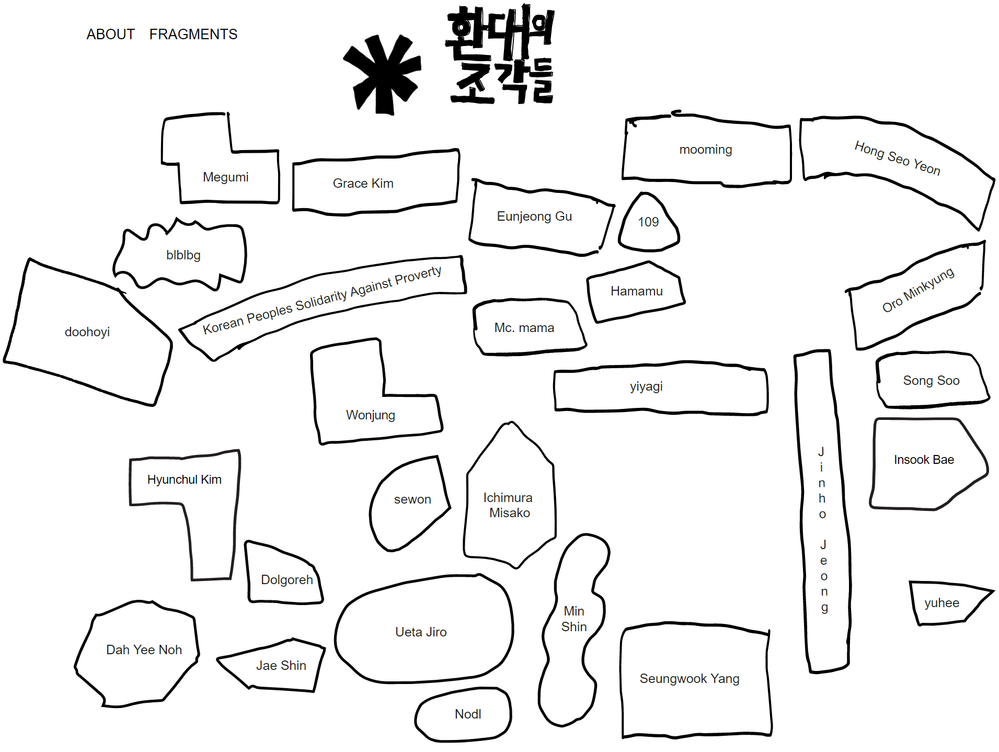 ABOUT FRAGMENTS
환대의
조각들
Megumi
Grace Kim
mooming
Hong Seo Yeon
Eunjeong Gu
109
blblbg
Korean Peoples Solidarity Against Proverty
Hamamu
Oro Minkyung
doohoyi
Mc. mama
Wonjung
yiyagi
Song Soo
Hyunchul Kim
sewon
Ichimura
Misako
Jinho Jeong
Insook Bae
Dolgoreh
Ueta Jiro
Min
Shin
yuhee
Dah Yee Noh
Jae Shin
Seungwook Yang
Nodl